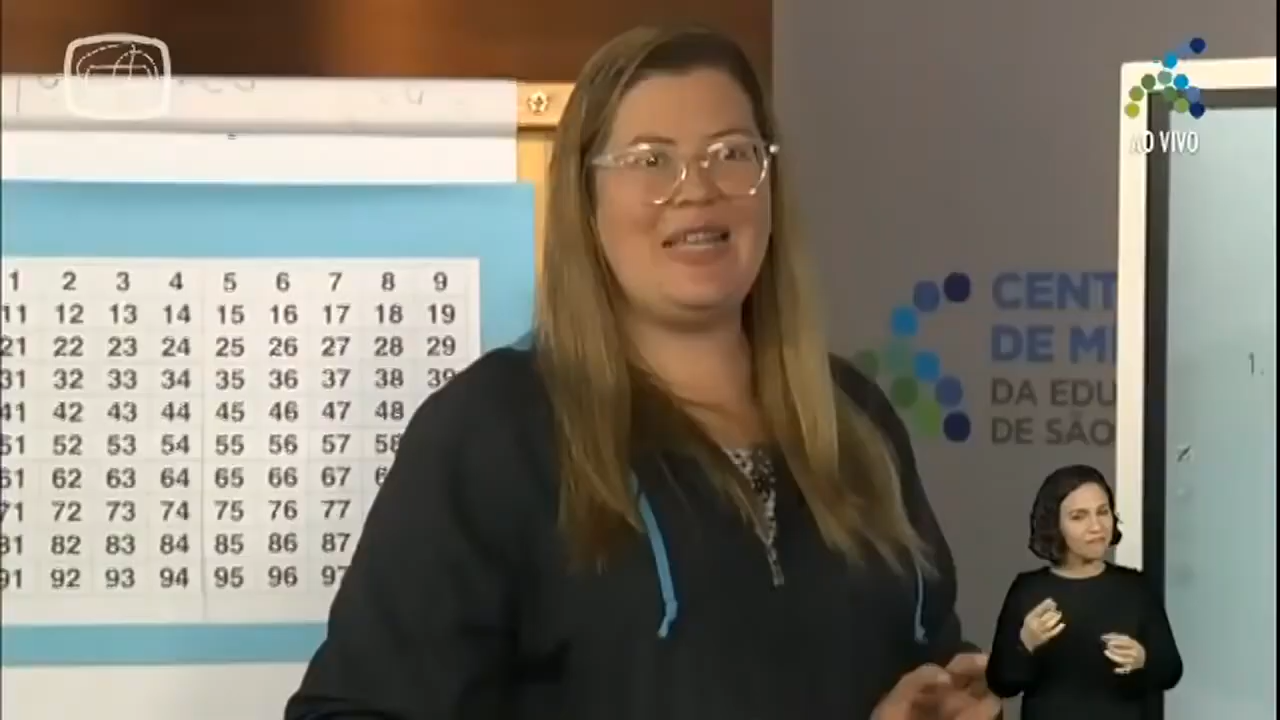 AO VIVO
1 2 3 4 5 6 7 8 9
11 12 13 14 15 16 17 18 19
21 22 23 24 25 26 27 28 29
31 32 33 34 35 36 37 38 39
41 42 43 44 45 46 47 48
51 52 53 54 55 56 57 58
61 62 63 64 65 66 67
71 72 73 74 75 76 77
81 82 83 84 85 86 87
91 92 93 94 95 96 97
CENT
DE M
DA EDU
DE SÃO
1.